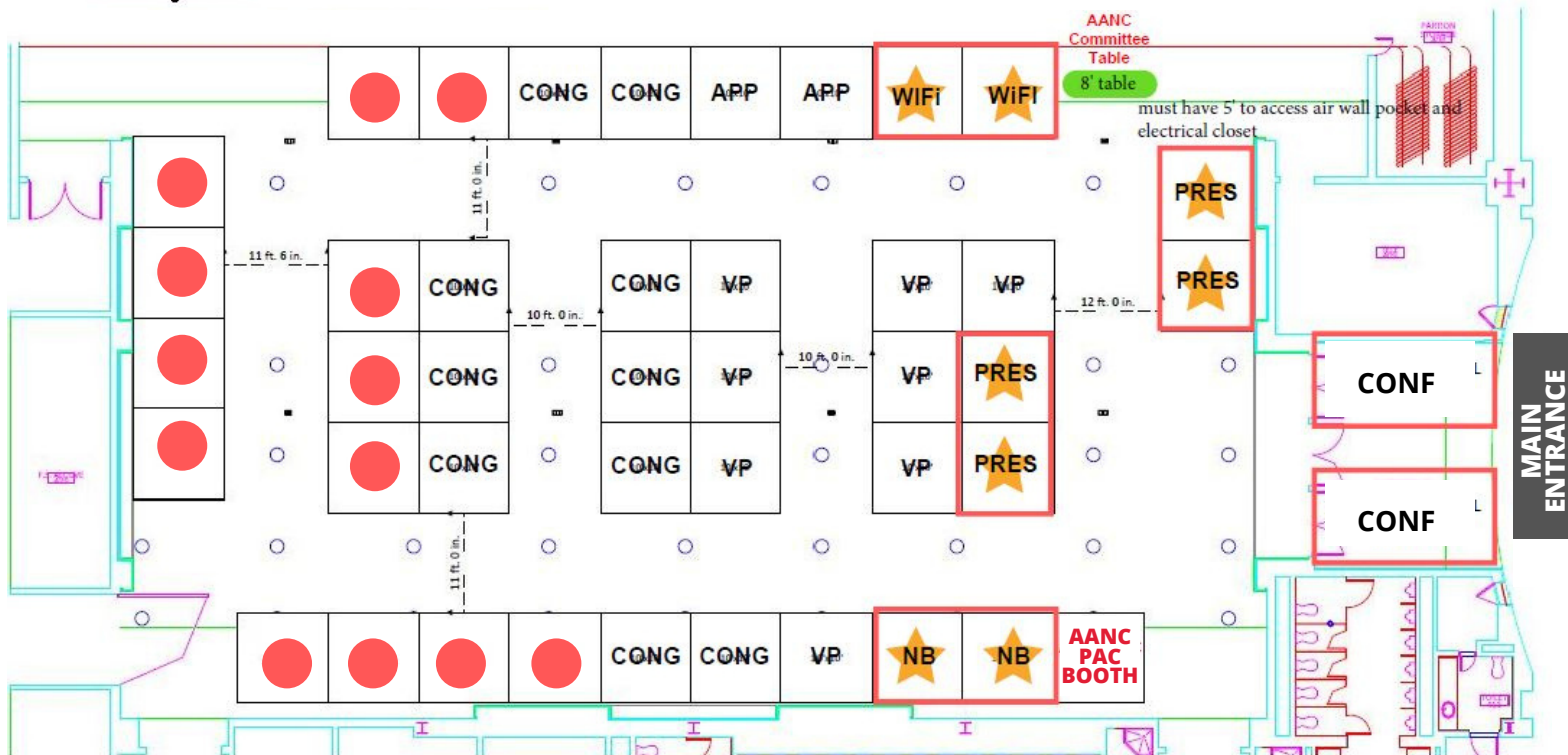 AANC
Committee
Table
8' table
must have 5' to access air wall pocket and
electrical closet
CONG CONG APP APP WIFi WiFI
11 ft. 0 in.
PRES
PRES
11 ft. 6 in.
CONG CONG VP VP VP
10 ft. 0 in.
12 ft. 0 in.
10 ft. 0 in.
CONG CONG VP VP PRES
CONG CONG VP VP PRES
CONF
CONF
MAIN
ENTRANCE
11 ft. 0 in.
CONG CONG VP NB NB
AANC
PAC
BOOTH